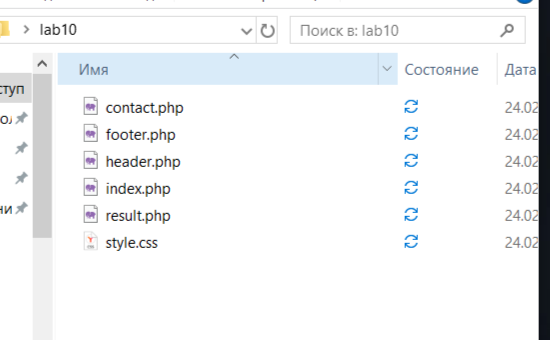 lab10
Поиск в: lab10
Имя
Состояние
Дата
ступ
contact.php
24.02
footer.php
24.02
header.php
24.02
index.php
24.02
result.php
24.02
style.css
24.02